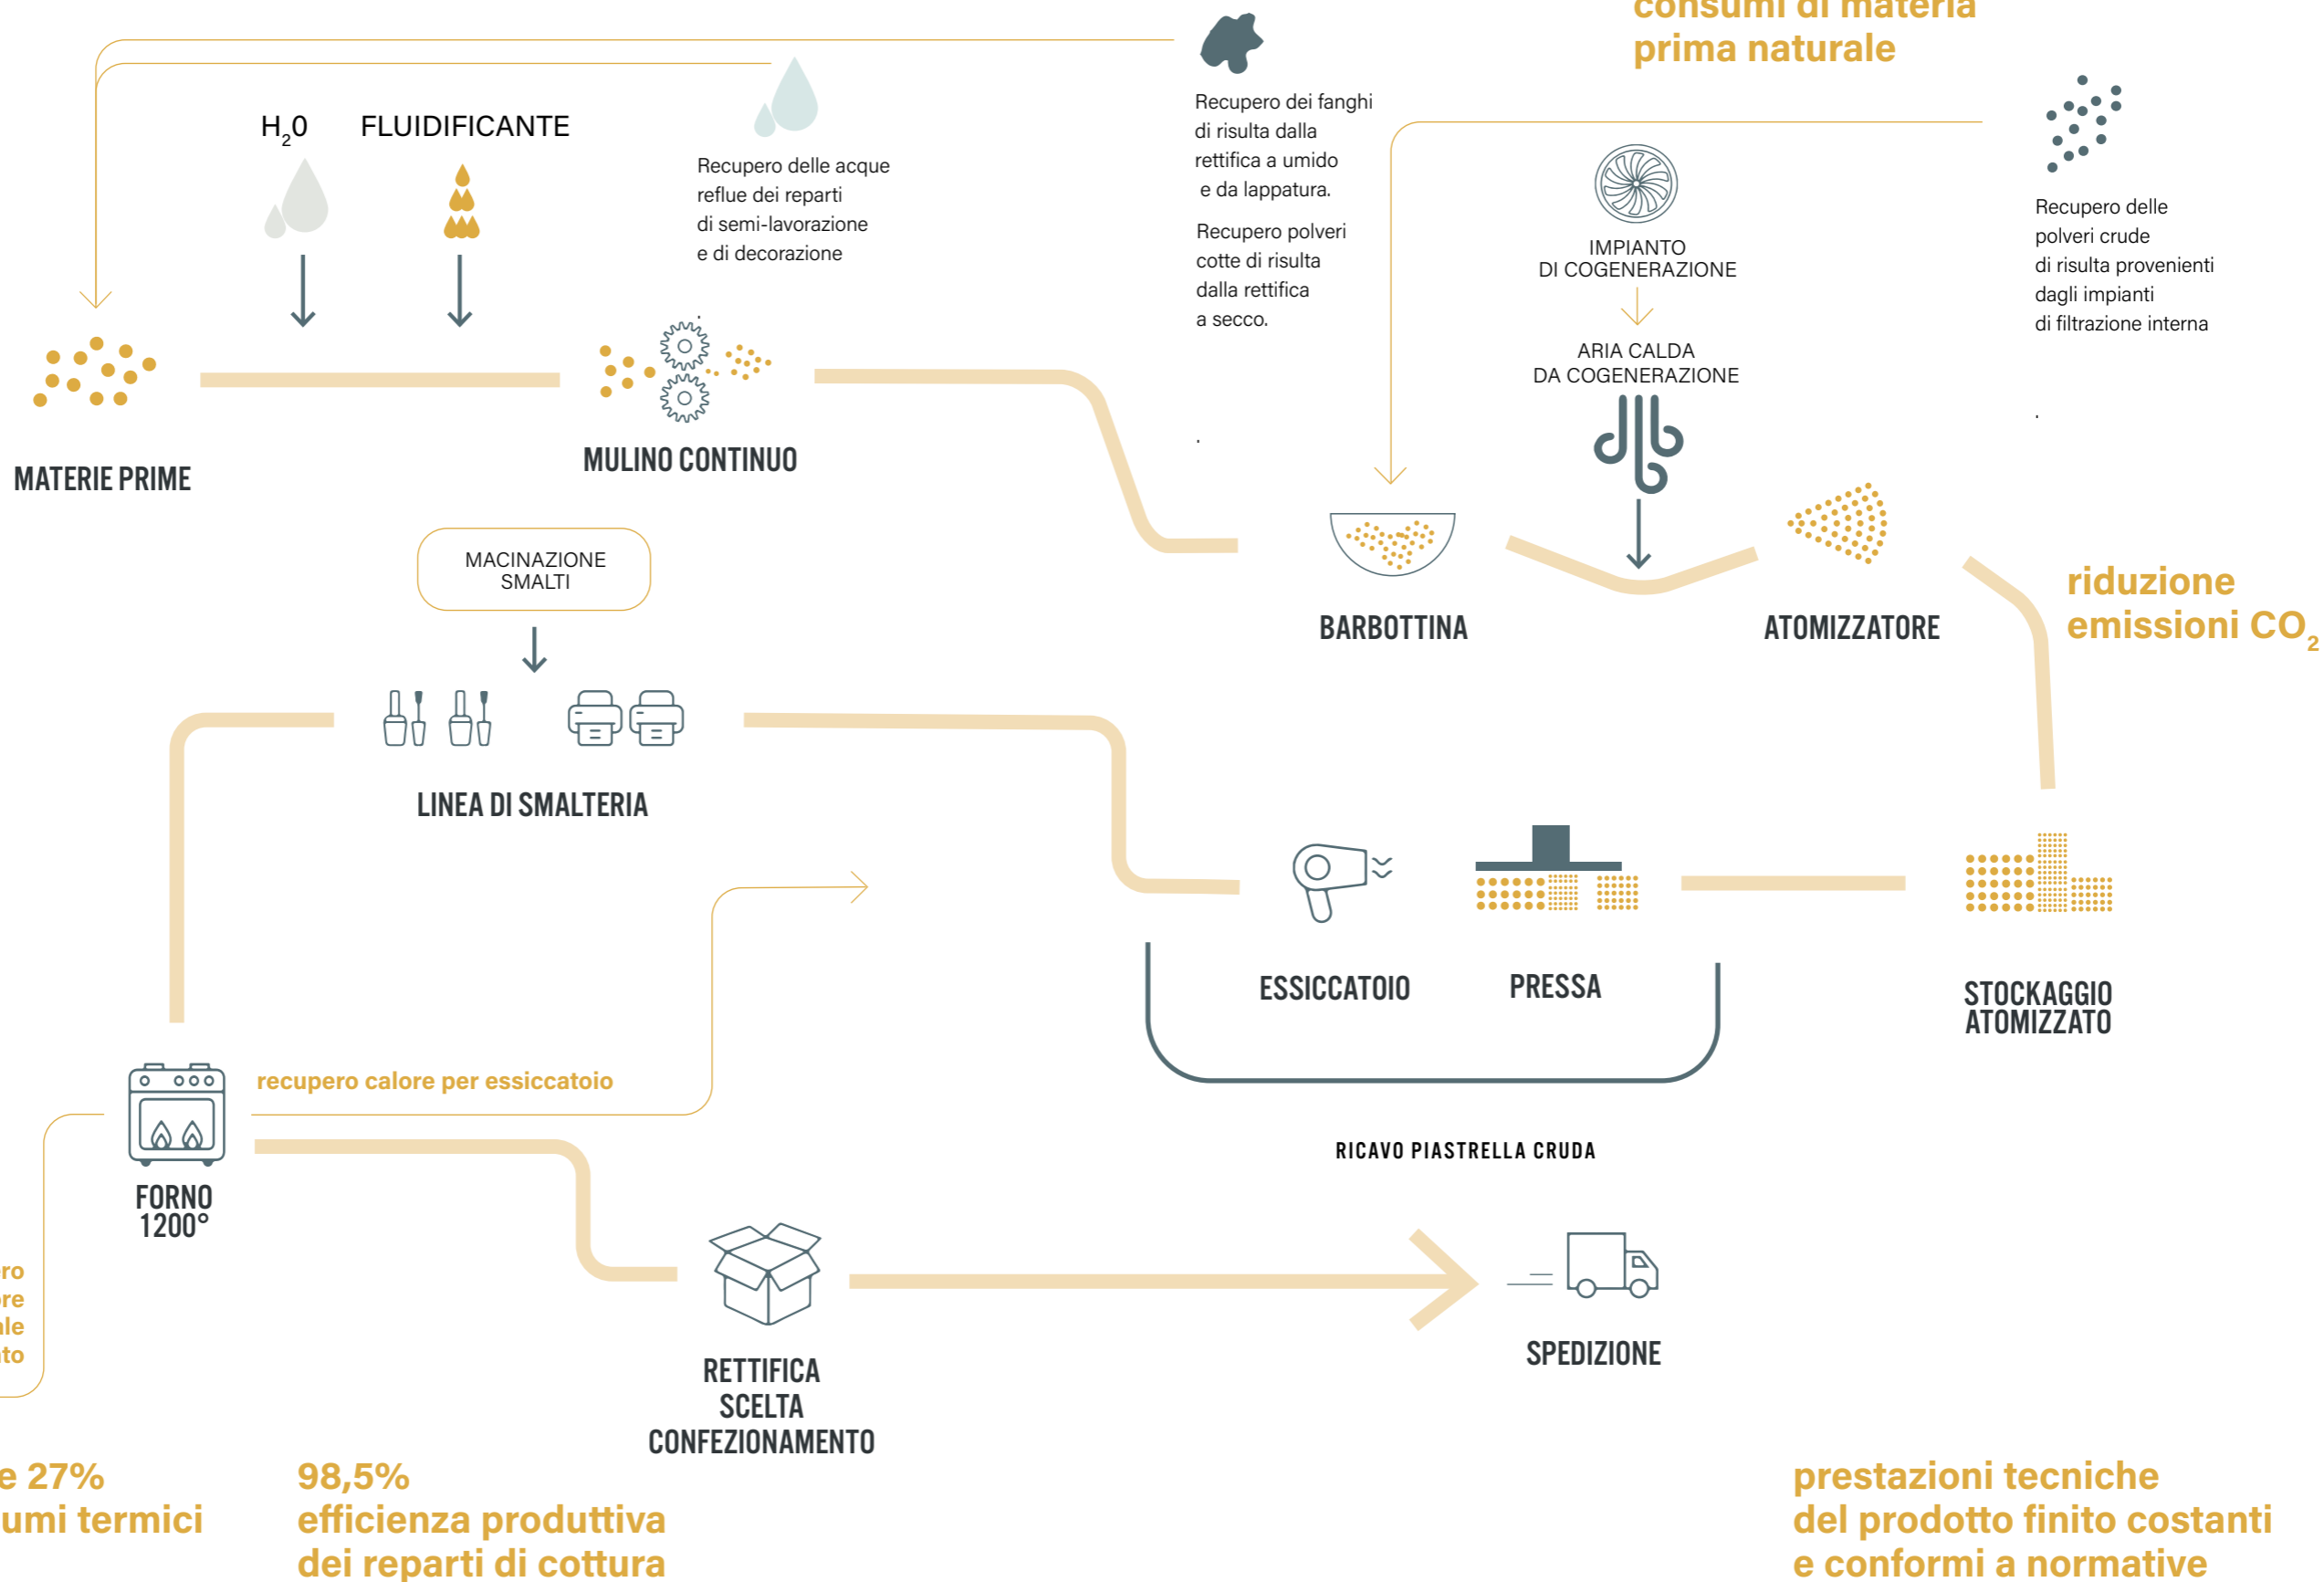 consumi di materia
prima naturale
H₂0
FLUIDIFICANTE
Recupero delle acque
reflue dei reparti
di semi-lavorazione
e di decorazione
.
Recupero dei fanghi
di risulta dalla
rettifica a umido
e da lappatura.
Recupero polveri
cotte di risulta
dalla rettifica
a secco.
.
IMPIANTO
DI COGENERAZIONE
ARIA CALDA
DA COGENERAZIONE
Recupero delle
polveri crude
di risulta provenienti
dagli impianti
di filtrazione interna
.
MATERIE PRIME
MULINO CONTINUO
BARBOTTINA
ATOMIZZATORE
riduzione
emissioni CO₂
MACINAZIONE
SMALTI
LINEA DI SMALTERIA
ESSICCATOIO
PRESSA
STOCKAGGIO
ATOMIZZATO
RICAVO PIASTRELLA CRUDA
recupero calore per essiccatoio
FORNO
1200°
RETTIFICA
SCELTA
CONFEZIONAMENTO
SPEDIZIONE
27%
termici
98,5%
efficienza produttiva
dei reparti di cottura
prestazioni tecniche
del prodotto finito costanti
e conformi a normative